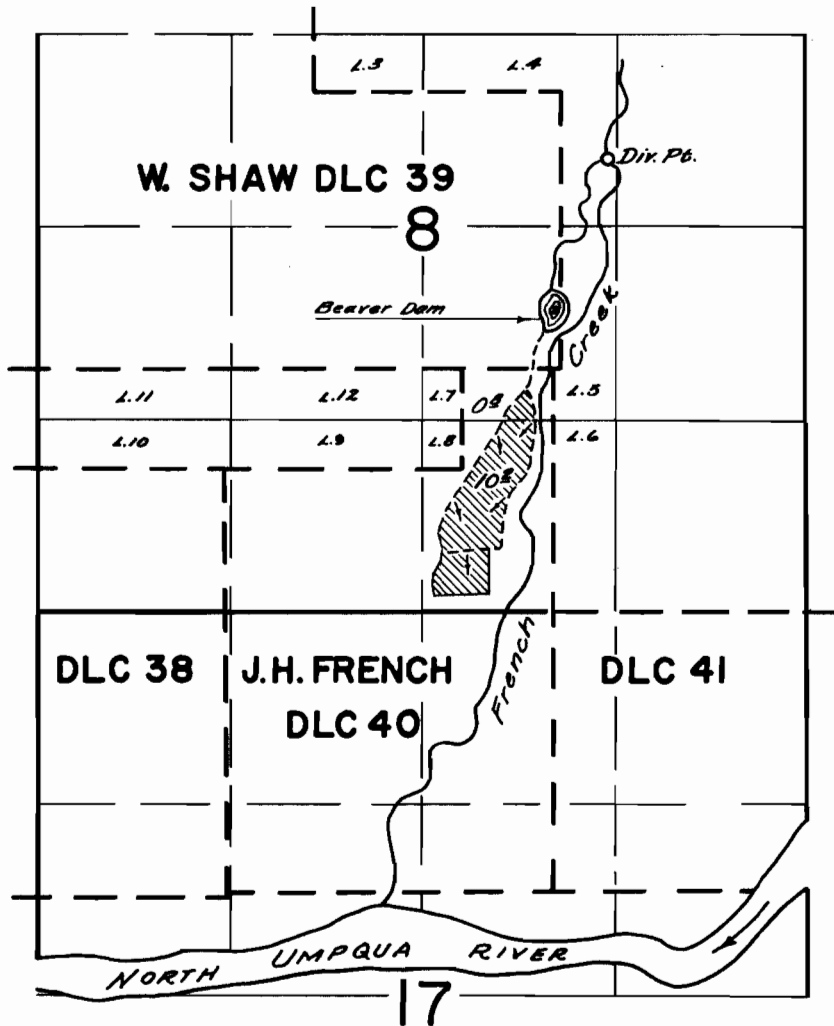 L.3 L.4
Div. Pt.
W. SHAW DLC 39
8
Beaver Dam
Creek
L.11 L.12 L.7 L.5
L.10 L.9 L.8 L.6
French
DLC 38 J.H. FRENCH DLC 41
DLC 40
NORTH UMPQUA RIVER
17